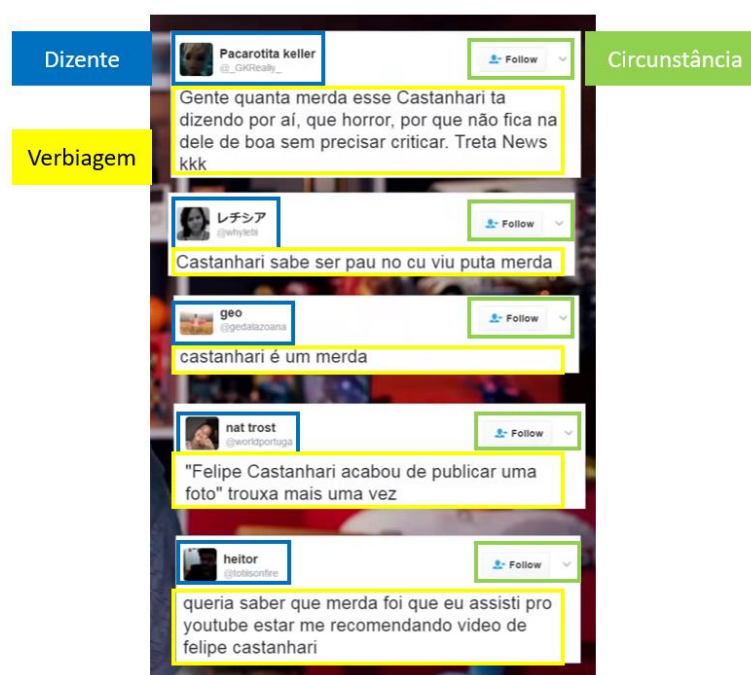 Dizente
Circunstância
Verbiagem
Pacarotita keller
@_GKReally_
Follow
Gente quanta merda esse Castanhari ta
dizendo por aí, que horror, por que não fica na
dele de boa sem precisar criticar. Treta News
kkk
レチシア
@whyletii
Follow
Castanhari sabe ser pau no cu viu puta merda
geo
@gedalazoana
Follow
castanhari é um merda
nat trost
@worldportuga
Follow
"Felipe Castanhari acabou de publicar uma
foto" trouxa mais uma vez
heitor
Follow
queria saber que merda foi que eu assisti pro
youtube estar me recomendando video de
felipe castanhari